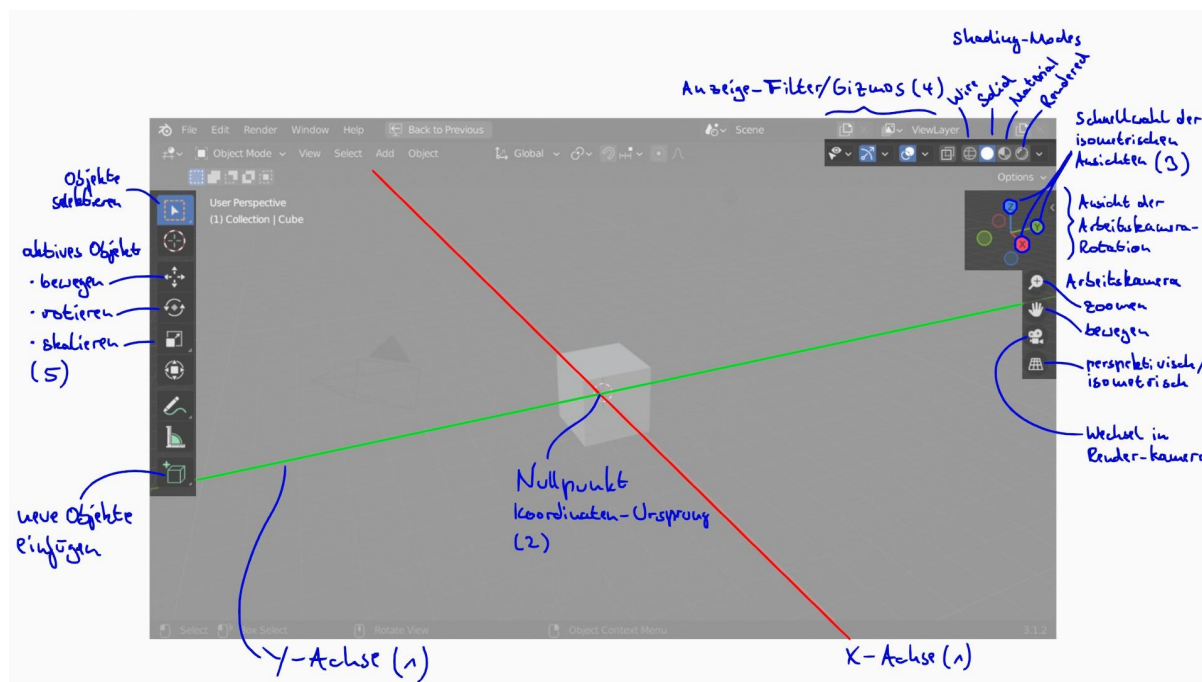 Shading-Modes
Anzeige-Filter/Gizmos (4)
Wire
Solid
Material
Rendered
File Edit Render Window Help Back to Previous
Scene
ViewLayer
Object Mode View Select Add Object
Global
Options
Schnellwahl der
isometrischen
Ansichten (3)
Objekte
selektieren
User Perspective
(1) Collection | Cube
Z
Y
X
Ansicht der
Arbeitskamera-
Rotation
aktives Objekt
· bewegen
· rotieren
· skalieren
(5)
Arbeitskamera
zoomen
bewegen
perspektivisch/
isometrisch
Wechsel in
Render-kamera
Nullpunkt
Koordinaten-Ursprung
(2)
neue Objekte
einfügen
Select Box Select Rotate View Object Context Menu 3.1.2
Y-Achse (1)
X-Achse (1)